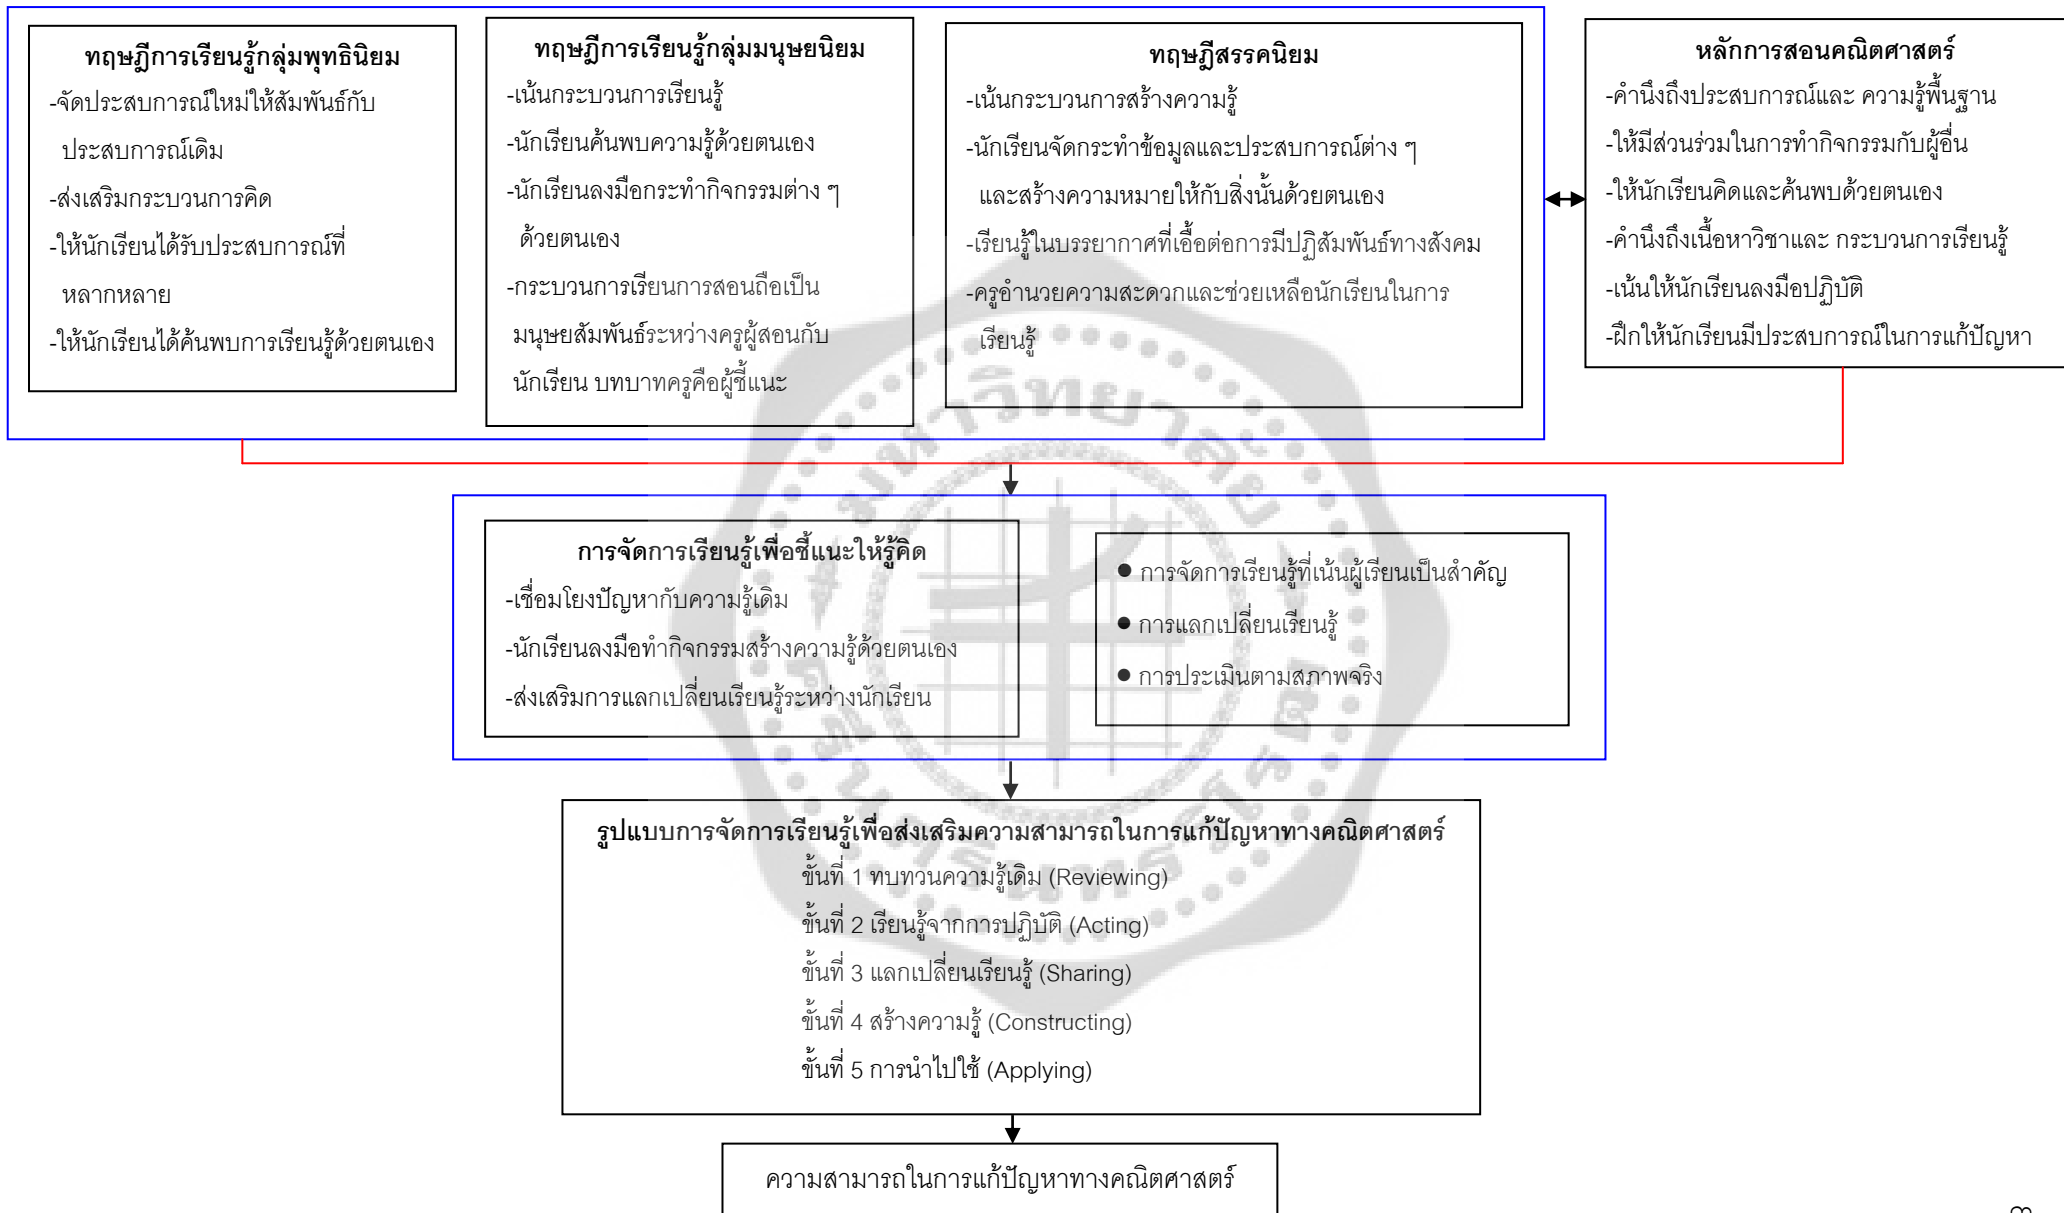 ทฤษฎีการเรียนรู้กลุ่มพุทธินิยม
-จัดประสบการณ์ใหม่ให้สัมพันธ์กับ
ประสบการณ์เดิม
-ส่งเสริมกระบวนการคิด
-ให้นักเรียนได้รับประสบการณ์ที่
หลากหลาย
-ให้นักเรียนได้ค้นพบการเรียนรู้ด้วยตนเอง
ทฤษฎีการเรียนรู้กลุ่มมนุษยนิยม
-เน้นกระบวนการเรียนรู้
-นักเรียนค้นพบความรู้ด้วยตนเอง
-นักเรียนลงมือกระทำกิจกรรมต่าง ๆ
ด้วยตนเอง
-กระบวนการเรียนการสอนถือเป็น
มนุษยสัมพันธ์ระหว่างครูผู้สอนกับ
นักเรียน บทบาทครูคือผู้ชี้แนะ
ทฤษฎีสรรคนิยม
-เน้นกระบวนการสร้างความรู้
-นักเรียนจัดกระทำข้อมูลและประสบการณ์ต่าง ๆ
และสร้างความหมายให้กับสิ่งนั้นด้วยตนเอง
-เรียนรู้ในบรรยากาศที่เอื้อต่อการมีปฏิสัมพันธ์ทางสังคม
-ครูอำนวยความสะดวกและช่วยเหลือนักเรียนในการ
เรียนรู้
หลักการสอนคณิตศาสตร์
-คำนึงถึงประสบการณ์และ ความรู้พื้นฐาน
-ให้มีส่วนร่วมในการทำกิจกรรมกับผู้อื่น
-ให้นักเรียนคิดและค้นพบด้วยตนเอง
-คำนึงถึงเนื้อหาวิชาและ กระบวนการเรียนรู้
-เน้นให้นักเรียนลงมือปฏิบัติ
-ฝึกให้นักเรียนมีประสบการณ์ในการแก้ปัญหา
การจัดการเรียนรู้เพื่อชี้แนะให้รู้คิด
-เชื่อมโยงปัญหากับความรู้เดิม
-นักเรียนลงมือทำกิจกรรมสร้างความรู้ด้วยตนเอง
-ส่งเสริมการแลกเปลี่ยนเรียนรู้ระหว่างนักเรียน
● การจัดการเรียนรู้ที่เน้นผู้เรียนเป็นสำคัญ
● การแลกเปลี่ยนเรียนรู้
● การประเมินตามสภาพจริง
รูปแบบการจัดการเรียนรู้เพื่อส่งเสริมความสามารถในการแก้ปัญหาทางคณิตศาสตร์
ขั้นที่ 1 ทบทวนความรู้เดิม (Reviewing)
ขั้นที่ 2 เรียนรู้จากการปฏิบัติ (Acting)
ขั้นที่ 3 แลกเปลี่ยนเรียนรู้ (Sharing)
ขั้นที่ 4 สร้างความรู้ (Constructing)
ขั้นที่ 5 การนำไปใช้ (Applying)
ความสามารถในการแก้ปัญหาทางคณิตศาสตร์
มหาวิทยาลัย
ศรีนครินทรวิโรฒ